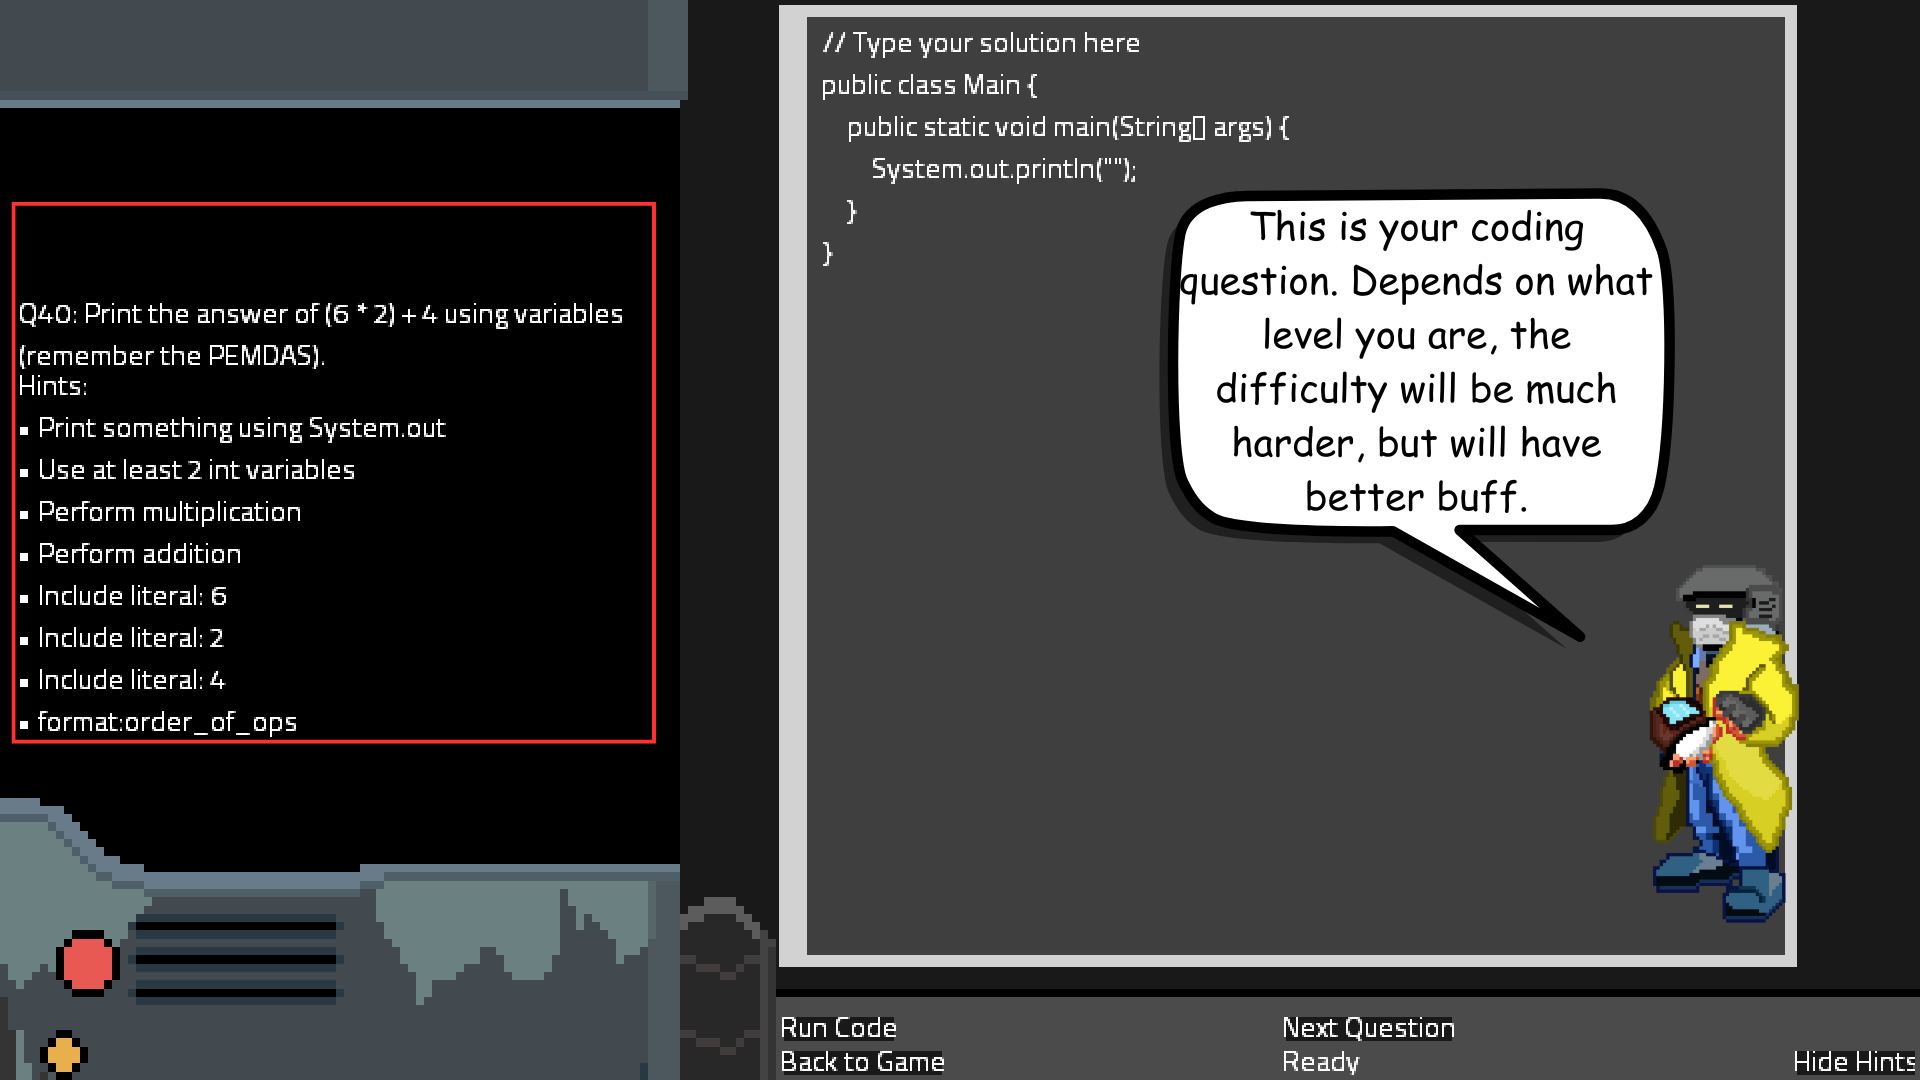 Q40: Print the answer of (6 * 2) + 4 using variables
(remember the PEMDAS).
Hints:
▪ Print something using System.out
▪ Use at least 2 int variables
▪ Perform multiplication
▪ Perform addition
▪ Include literal: 6
▪ Include literal: 2
▪ Include literal: 4
▪ format:order_of_ops
// Type your solution here
public class Main {
public static void main(String[] args) {
System.out.println("");
}
}
This is your coding
question. Depends on what
level you are, the
difficulty will be much
harder, but will have
better buff.
Run Code
Next Question
Back to Game
Ready
Hide Hints